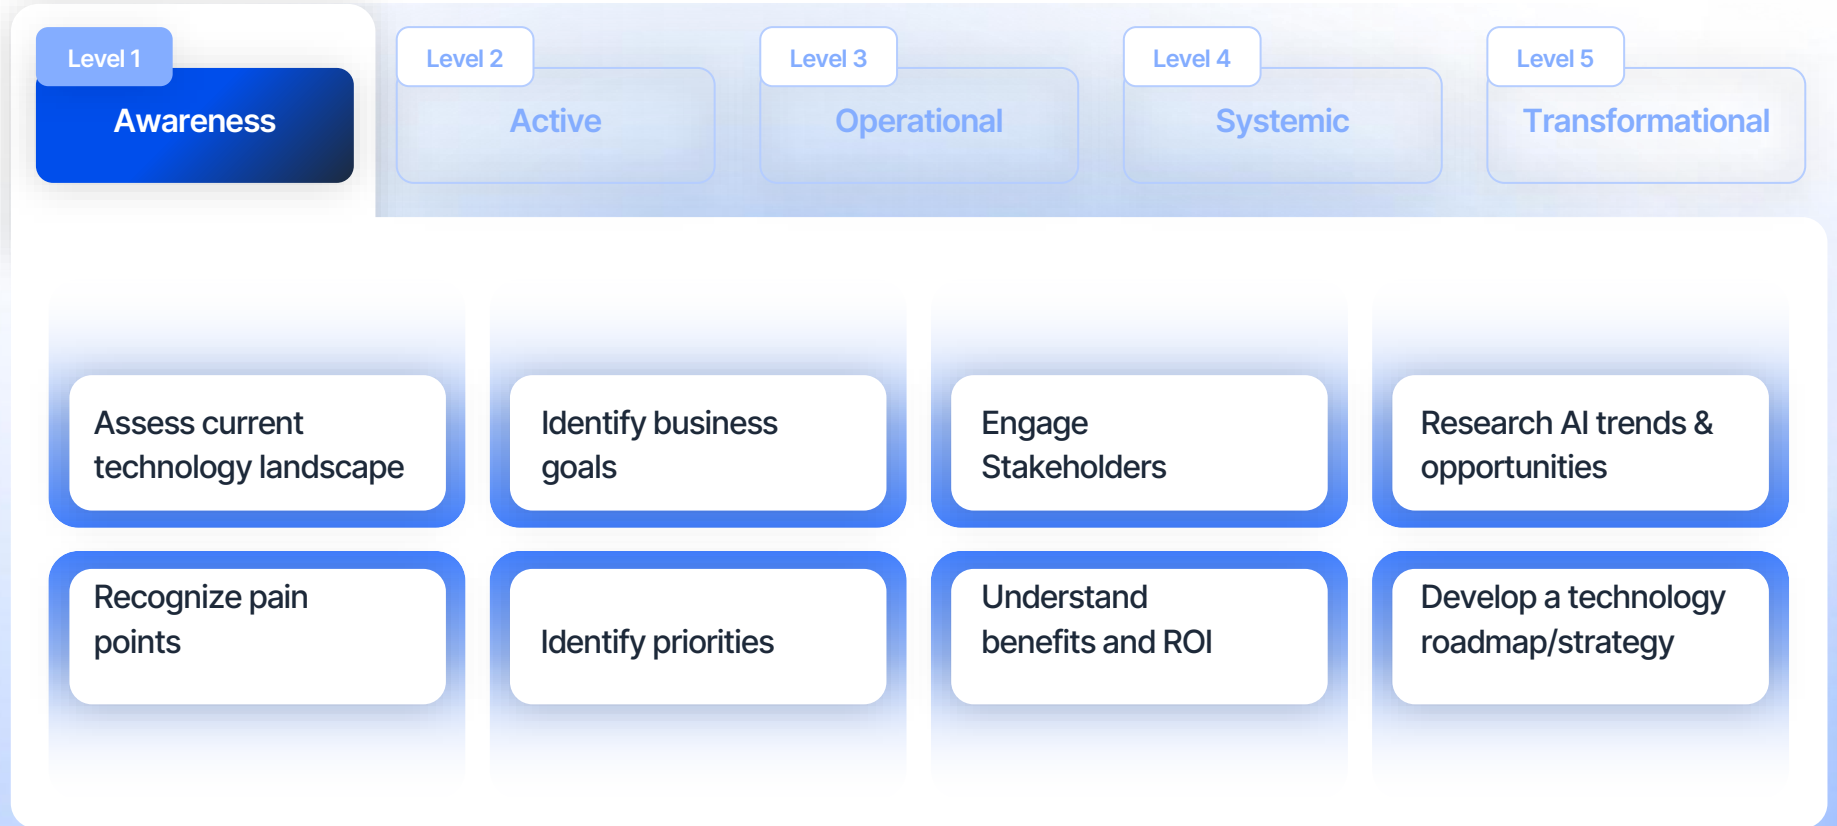 Level 1
Awareness
Level 2
Active
Level 3
Operational
Level 4
Systemic
Level 5
Transformational
Assess current
technology landscape
Identify business
goals
Engage
Stakeholders
Research AI trends &
opportunities
Recognize pain
points
Identify priorities
Understand
benefits and ROI
Develop a technology
roadmap/strategy